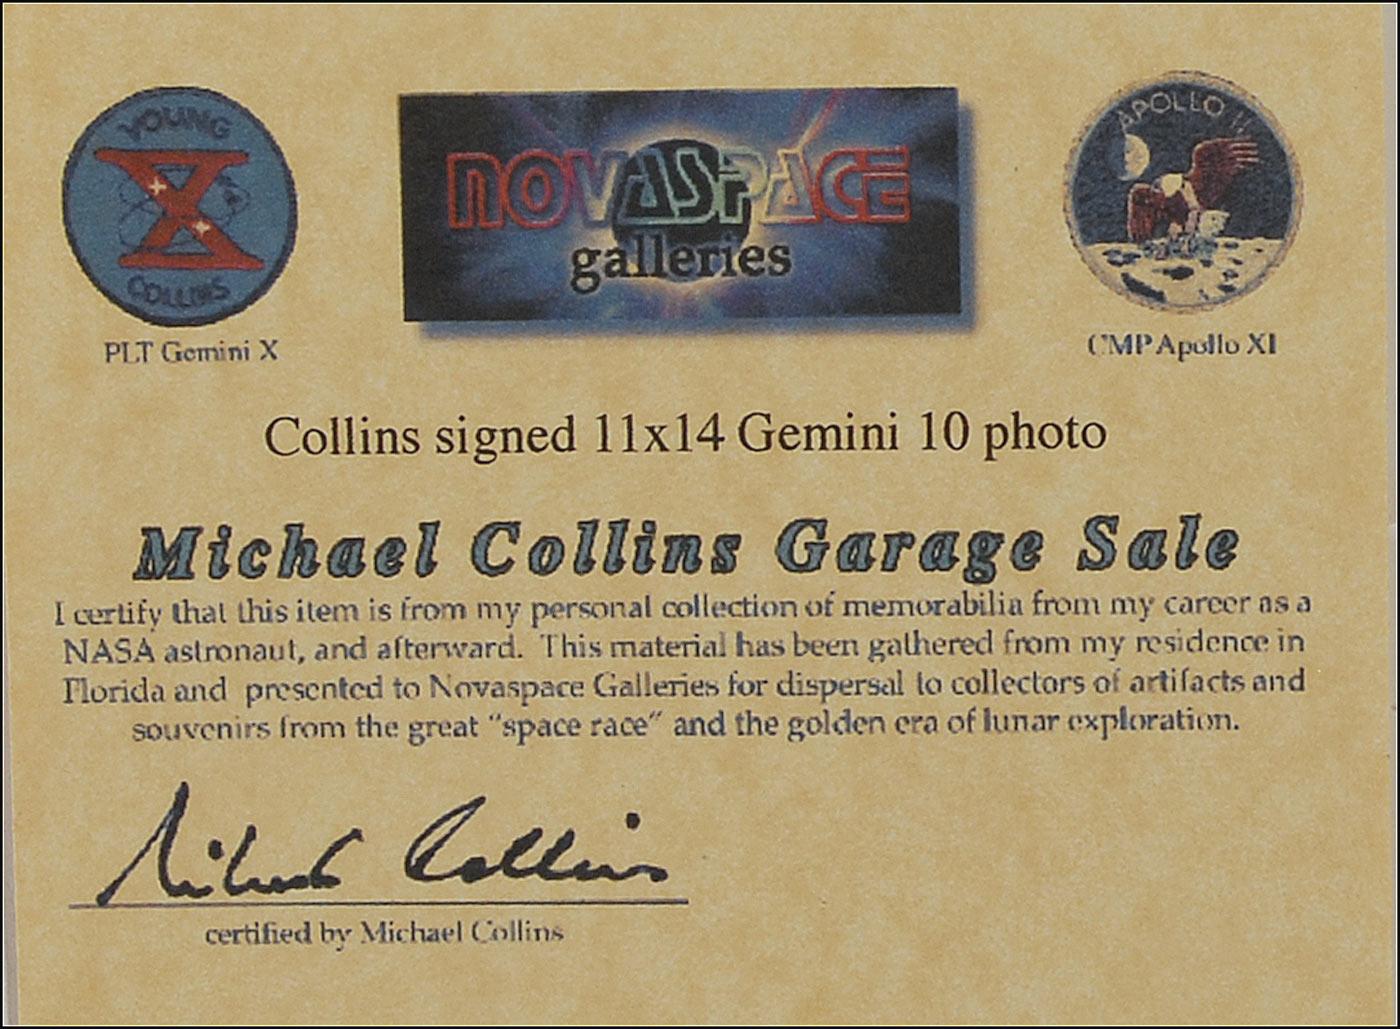 YOUNG
X
COLLINS
PLT Gemini X
NOVASPACE
galleries
APOLLO 11
CMP Apollo XI
Collins signed 11x14 Gemini 10 photo
Michael Collins Garage Sale
I certify that this item is from my personal collection of memorabilia from my career as a
NASA astronaut, and afterward. This material has been gathered from my residence in
Florida and presented to Novaspace Galleries for dispersal to collectors of artifacts and
souvenirs from the great "space race" and the golden era of lunar exploration.
Michael Collins
certified by Michael Collins